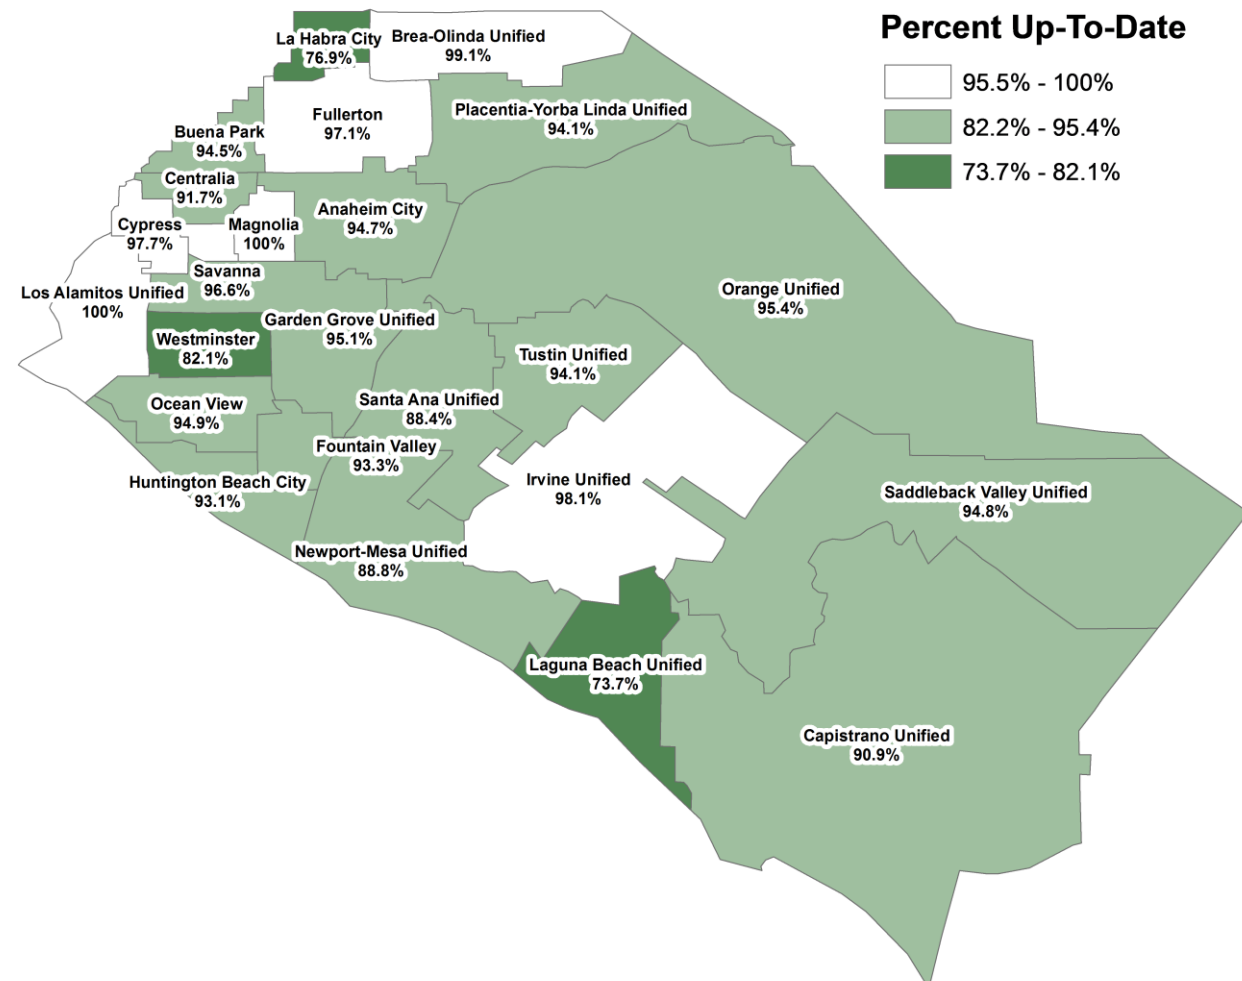 Percent Up-To-Date
95.5% - 100%
82.2% - 95.4%
73.7% - 82.1%
La Habra City
76.9%
Brea-Olinda Unified
99.1%
Fullerton
97.1%
Placentia-Yorba Linda Unified
94.1%
Buena Park
94.5%
Centralia
91.7%
Anaheim City
94.7%
Cypress
97.7%
Magnolia
100%
Savanna
96.6%
Los Alamitos Unified
100%
Orange Unified
95.4%
Garden Grove Unified
95.1%
Westminster
82.1%
Tustin Unified
94.1%
Ocean View
94.9%
Santa Ana Unified
88.4%
Fountain Valley
93.3%
Huntington Beach City
93.1%
Irvine Unified
98.1%
Saddleback Valley Unified
94.8%
Newport-Mesa Unified
88.8%
Laguna Beach Unified
73.7%
Capistrano Unified
90.9%